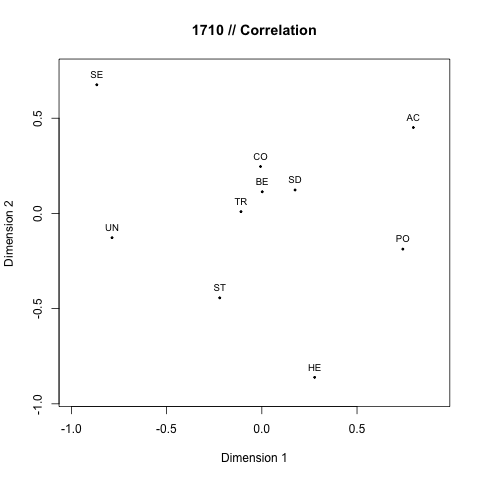 1710 // Correlation
SE
AC
CO
BE
SD
TR
UN
PO
ST
HE
0.5
0.0
-0.5
-1.0
Dimension 2
-1.0
-0.5
0.0
0.5
Dimension 1